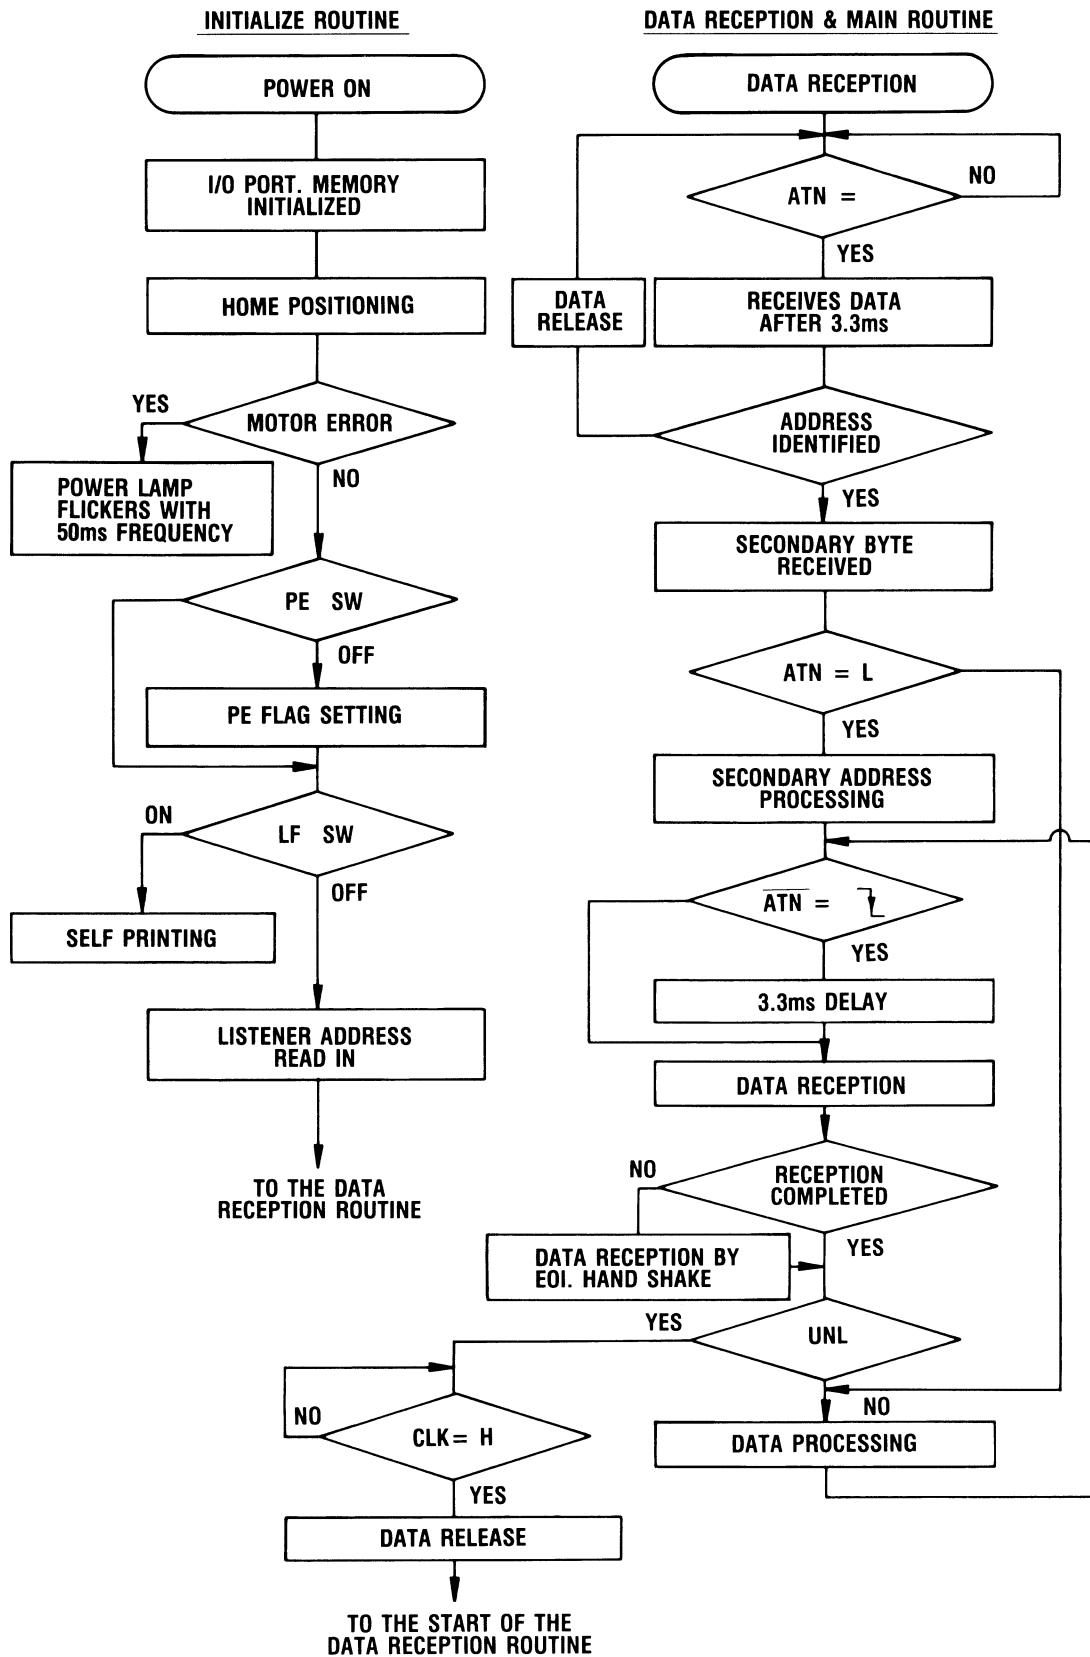 INITIALIZE ROUTINE
POWER ON
I/O PORT. MEMORY
INITIALIZED
HOME POSITIONING
YES
MOTOR ERROR
NO
POWER LAMP
FLICKERS WITH
50ms FREQUENCY
PE SW
OFF
PE FLAG SETTING
ON
LF SW
OFF
SELF PRINTING
LISTENER ADDRESS
READ IN
TO THE DATA
RECEPTION ROUTINE
DATA RECEPTION & MAIN ROUTINE
DATA RECEPTION
ATN =
NO
YES
DATA
RELEASE
RECEIVES DATA
AFTER 3.3ms
ADDRESS
IDENTIFIED
YES
SECONDARY BYTE
RECEIVED
ATN = L
YES
SECONDARY ADDRESS
PROCESSING
ATN =
YES
3.3ms DELAY
DATA RECEPTION
NO
RECEPTION
COMPLETED
YES
DATA RECEPTION BY
EOI. HAND SHAKE
YES
UNL
NO
NO
CLK= H
DATA PROCESSING
YES
DATA RELEASE
TO THE START OF THE
DATA RECEPTION ROUTINE